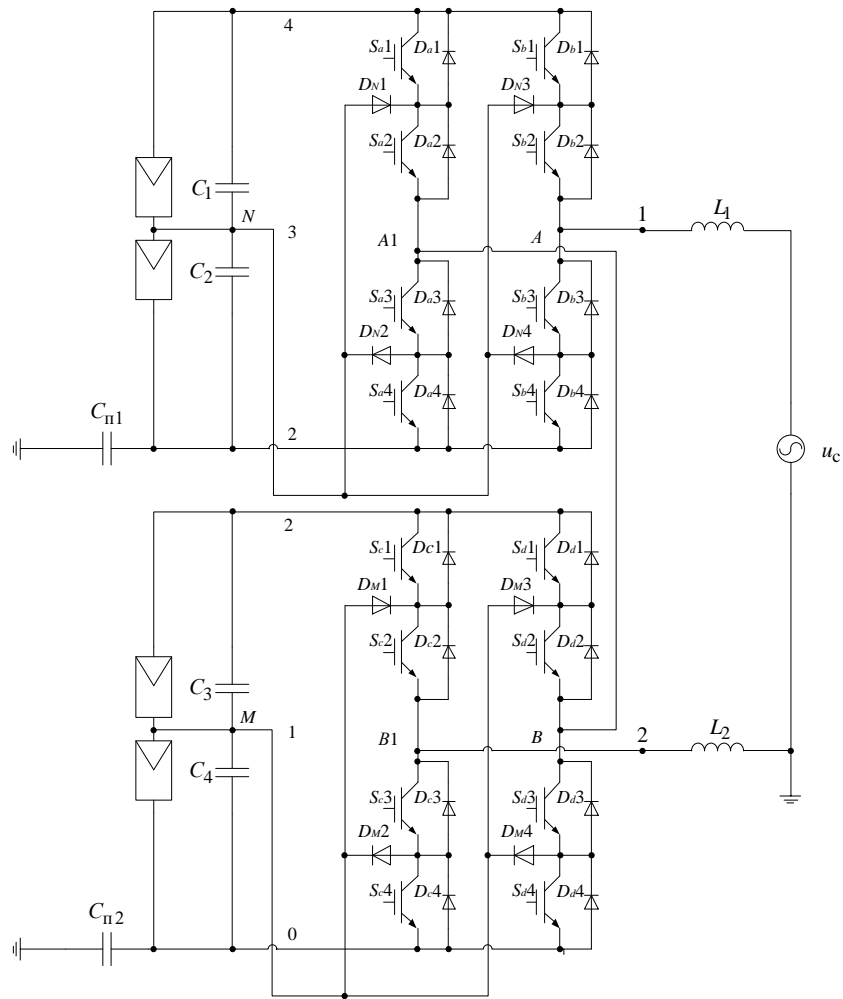 4
Sa1 Da1 Sb1 Db1
DN1 DN3
Sa2 Da2 Sb2 Db2
C1
N 3 1 L1
A1 A
C2
Sa3 Da3 Sb3 Db3
DN2 DN4
Sa4 Da4 Sb4 Db4
Cп1 2
uс
2
Sc1 Dc1 Sd1 Dd1
DM1 DM3
Sc2 Dc2 Sd2 Dd2
C3
M 1 B1 B 2 L2
C4
Sc3 Dc3 Sd3 Dd3
DM2 DM4
Sc4 Dc4 Sd4 Dd4
Cп2 0